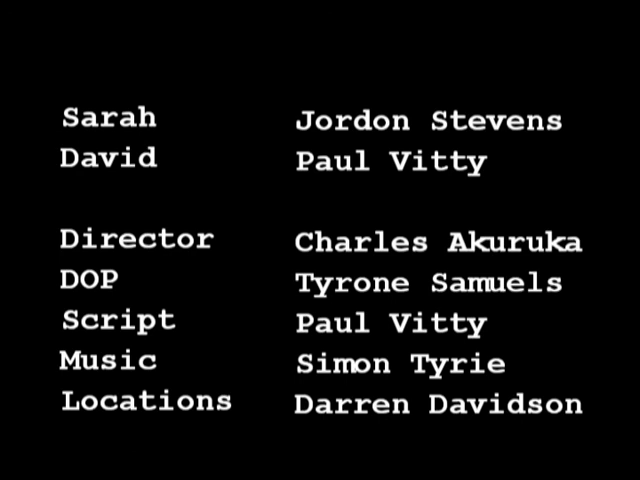 Sarah Jordon Stevens
David Paul Vitty
Director Charles Akuruka
DOP Tyrone Samuels
Script Paul Vitty
Music Simon Tyrie
Locations Darren Davidson